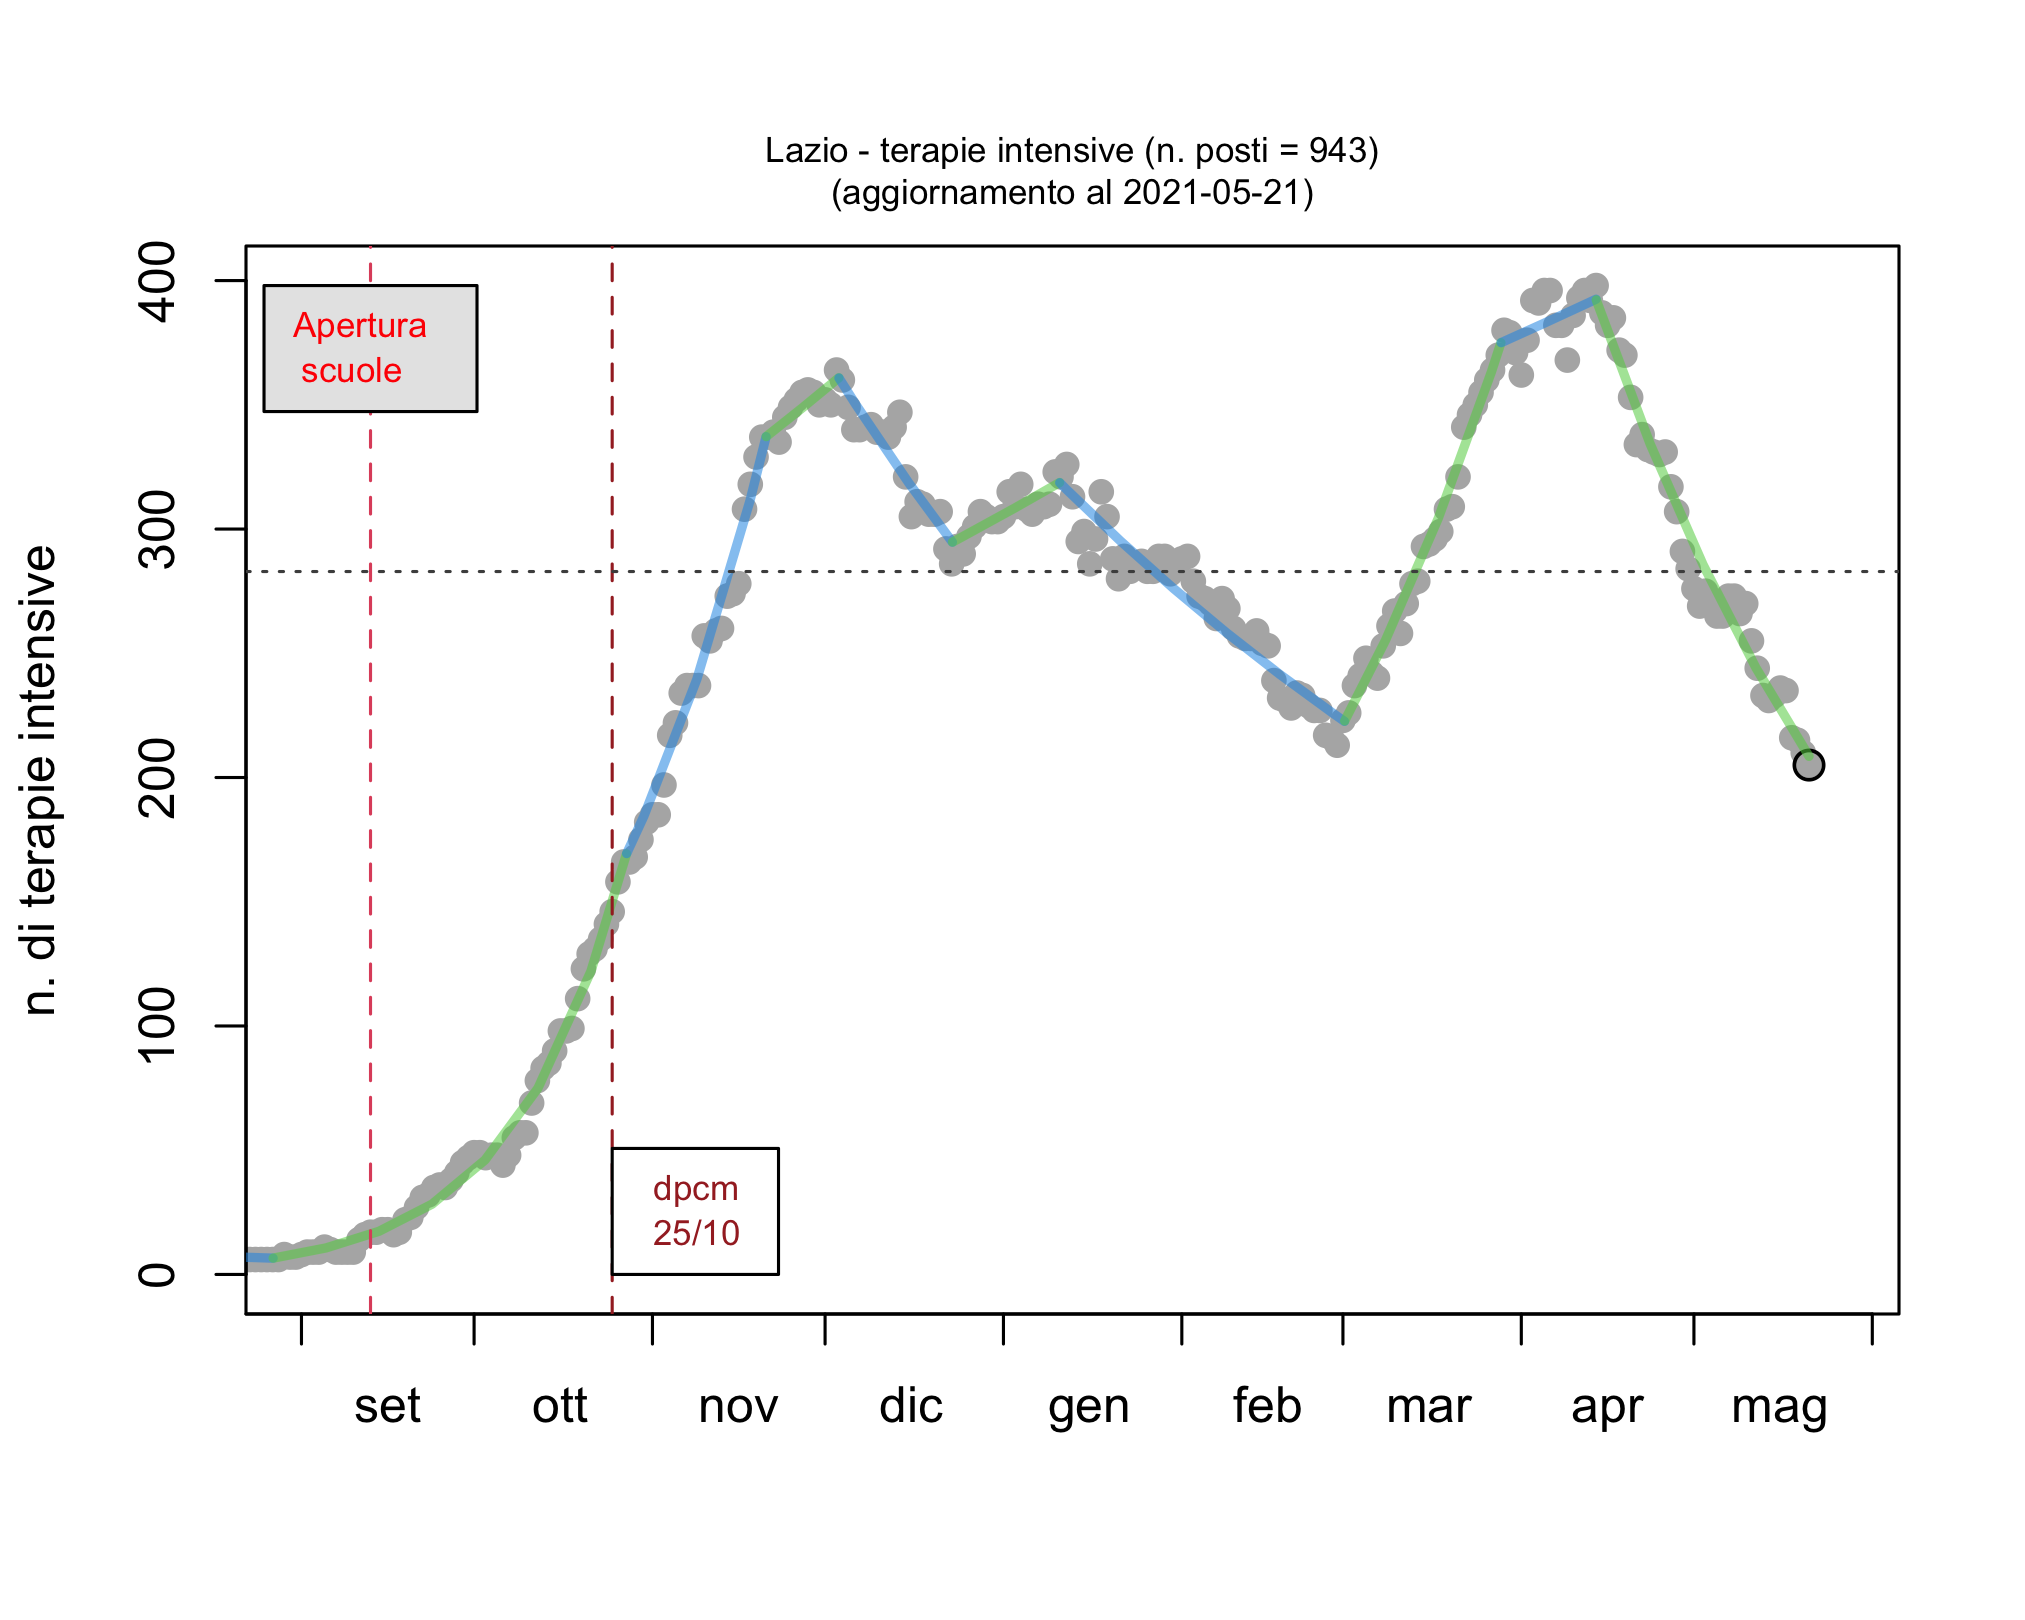 Lazio - terapie intensive (n. posti = 943)
(aggiornamento al 2021-05-21)
n. di terapie intensive
400
300
200
100
0
Apertura
scuole
dpcm
25/10
set ott nov dic gen feb mar apr mag